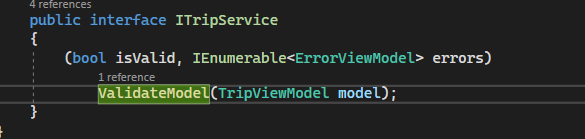 4 references
public interface ITripService
{
(bool isValid, IEnumerable<ErrorViewModel> errors)
1 reference
ValidateModel(TripViewModel model);
}
}